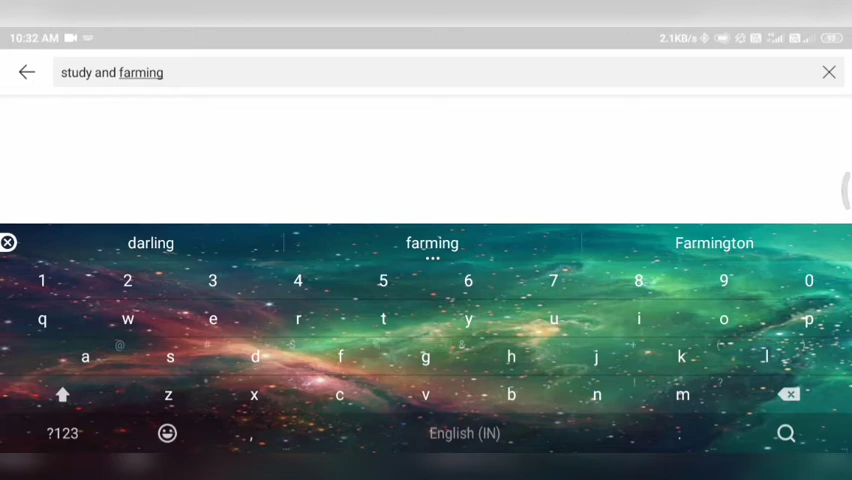 10:32 AM 2.1KB/s 93
study and farming
darling farming Farmington
1 2 3 4 5 6 7 8 9 0
q w e r t y u i o p
a s d f g h j k l
z x c v b n m
?123 , English (IN) .